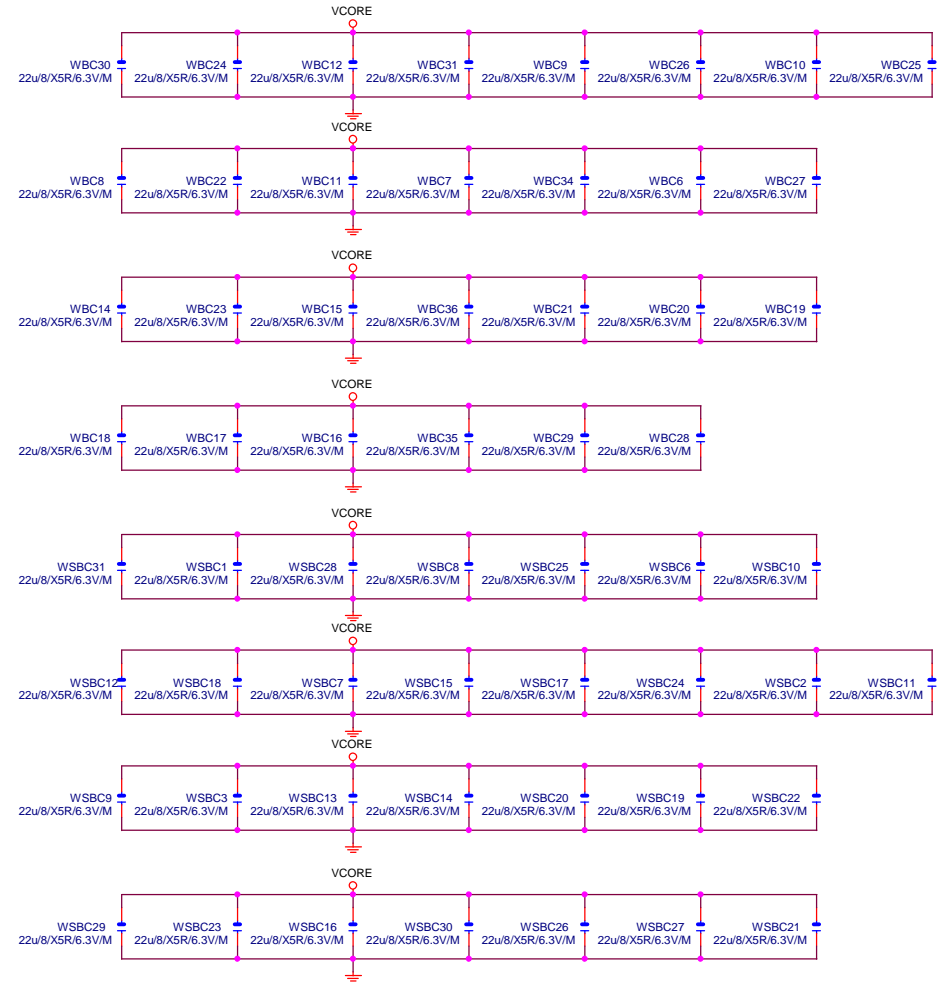 VCORE
WBC30 WBC24 WBC12 WBC31 WBC9 WBC26 WBC10 WBC25
22u/8/X5R/6.3V/M 22u/8/X5R/6.3V/M 22u/8/X5R/6.3V/M 22u/8/X5R/6.3V/M 22u/8/X5R/6.3V/M 22u/8/X5R/6.3V/M 22u/8/X5R/6.3V/M 22u/8/X5R/6.3V/M
VCORE
WBC8 WBC22 WBC11 WBC7 WBC34 WBC6 WBC27
22u/8/X5R/6.3V/M 22u/8/X5R/6.3V/M 22u/8/X5R/6.3V/M 22u/8/X5R/6.3V/M 22u/8/X5R/6.3V/M 22u/8/X5R/6.3V/M 22u/8/X5R/6.3V/M
VCORE
WBC14 WBC23 WBC15 WBC36 WBC21 WBC20 WBC19
22u/8/X5R/6.3V/M 22u/8/X5R/6.3V/M 22u/8/X5R/6.3V/M 22u/8/X5R/6.3V/M 22u/8/X5R/6.3V/M 22u/8/X5R/6.3V/M 22u/8/X5R/6.3V/M
VCORE
WBC18 WBC17 WBC16 WBC35 WBC29 WBC28
22u/8/X5R/6.3V/M 22u/8/X5R/6.3V/M 22u/8/X5R/6.3V/M 22u/8/X5R/6.3V/M 22u/8/X5R/6.3V/M 22u/8/X5R/6.3V/M
VCORE
WSBC31 WSBC1 WSBC28 WSBC8 WSBC25 WSBC6 WSBC10
22u/8/X5R/6.3V/M 22u/8/X5R/6.3V/M 22u/8/X5R/6.3V/M 22u/8/X5R/6.3V/M 22u/8/X5R/6.3V/M 22u/8/X5R/6.3V/M 22u/8/X5R/6.3V/M
VCORE
WSBC12 WSBC18 WSBC7 WSBC15 WSBC17 WSBC24 WSBC2 WSBC11
22u/8/X5R/6.3V/M 22u/8/X5R/6.3V/M 22u/8/X5R/6.3V/M 22u/8/X5R/6.3V/M 22u/8/X5R/6.3V/M 22u/8/X5R/6.3V/M 22u/8/X5R/6.3V/M 22u/8/X5R/6.3V/M
VCORE
WSBC9 WSBC3 WSBC13 WSBC14 WSBC20 WSBC19 WSBC22
22u/8/X5R/6.3V/M 22u/8/X5R/6.3V/M 22u/8/X5R/6.3V/M 22u/8/X5R/6.3V/M 22u/8/X5R/6.3V/M 22u/8/X5R/6.3V/M 22u/8/X5R/6.3V/M
VCORE
WSBC29 WSBC23 WSBC16 WSBC30 WSBC26 WSBC27 WSBC21
22u/8/X5R/6.3V/M 22u/8/X5R/6.3V/M 22u/8/X5R/6.3V/M 22u/8/X5R/6.3V/M 22u/8/X5R/6.3V/M 22u/8/X5R/6.3V/M 22u/8/X5R/6.3V/M